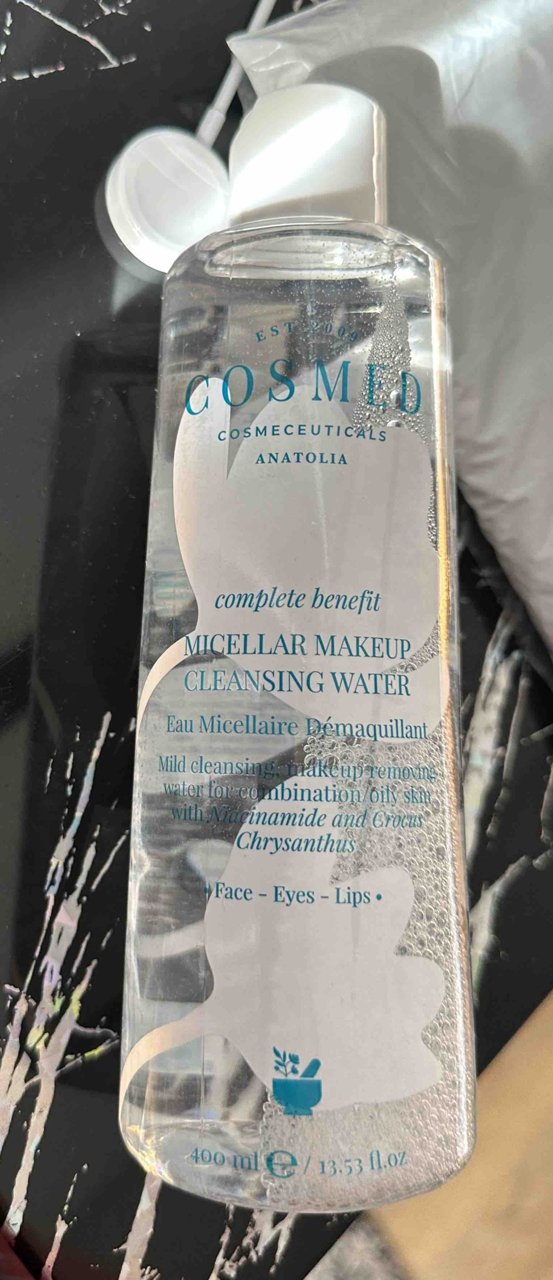 EST 2009
COSMED
COSMECEUTICALS
ANATOLIA
complete benefit
MICELLAR MAKEUP
CLEANSING WATER
Eau Micellaire Démaquillant
Mild cleansing, makeup removing
water for combination/oily skin
with Niacinamide and Crocus
Chrysanthus
• Face - Eyes - Lips •
400 ml ℮ / 13.53 fl.oz